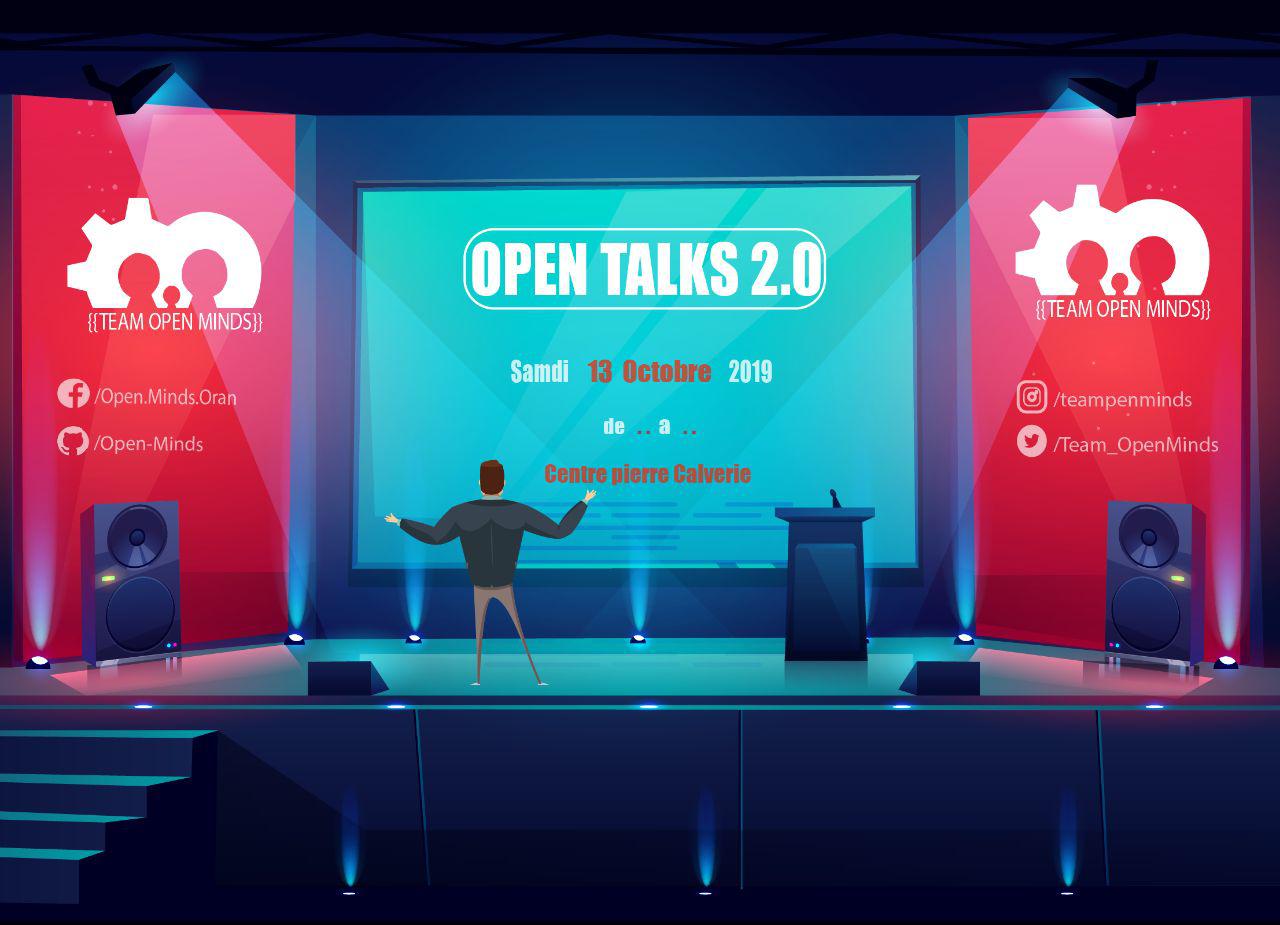 OPEN TALKS 2.0
Samdi 13 Octobre 2019
de .. a ..
Centre pierre Calverie
{{TEAM OPEN MINDS}}
/Open.Minds.Oran
/Open-Minds
{{TEAM OPEN MINDS}}
/teampenminds
/Team_OpenMinds